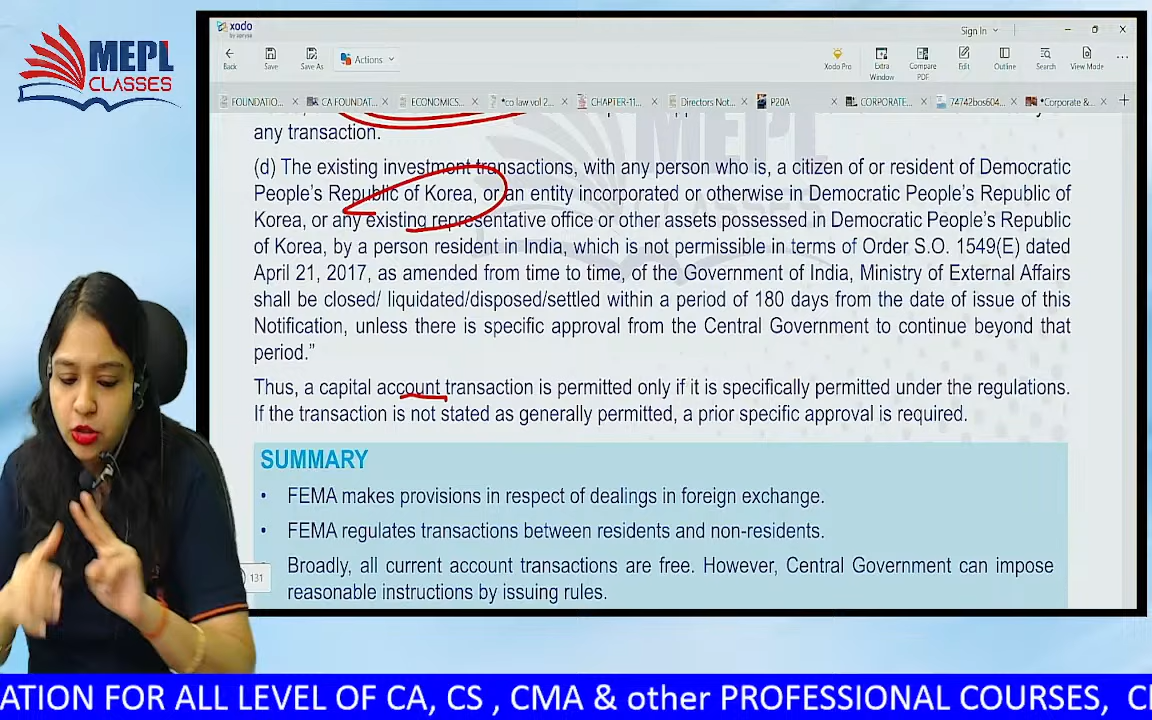 MEPL
CLASSES
xodo
Sign In
Back
Save
Save As
Actions
Xodo Pro
Extra Window
Compare PDF
Edit
Outline
Search
View Mode
FOUNDATIO...
CA FOUNDAT...
ECONOMICS...
*co law vol 2...
CHAPTER-11...
Directors Not...
P20A
CORPORATE...
74742bos604...
*Corporate &...
any transaction.
(d) The existing investment transactions, with any person who is, a citizen of or resident of Democratic
People's Republic of Korea, or an entity incorporated or otherwise in Democratic People's Republic of
Korea, or any existing representative office or other assets possessed in Democratic People's Republic
of Korea, by a person resident in India, which is not permissible in terms of Order S.O. 1549(E) dated
April 21, 2017, as amended from time to time, of the Government of India, Ministry of External Affairs
shall be closed/ liquidated/disposed/settled within a period of 180 days from the date of issue of this
Notification, unless there is specific approval from the Central Government to continue beyond that
period.”
Thus, a capital account transaction is permitted only if it is specifically permitted under the regulations.
If the transaction is not stated as generally permitted, a prior specific approval is required.
SUMMARY
• FEMA makes provisions in respect of dealings in foreign exchange.
• FEMA regulates transactions between residents and non-residents.
Broadly, all current account transactions are free. However, Central Government can impose
131
reasonable instructions by issuing rules.
ATION FOR ALL LEVEL OF CA, CS , CMA & other PROFESSIONAL COURSES,